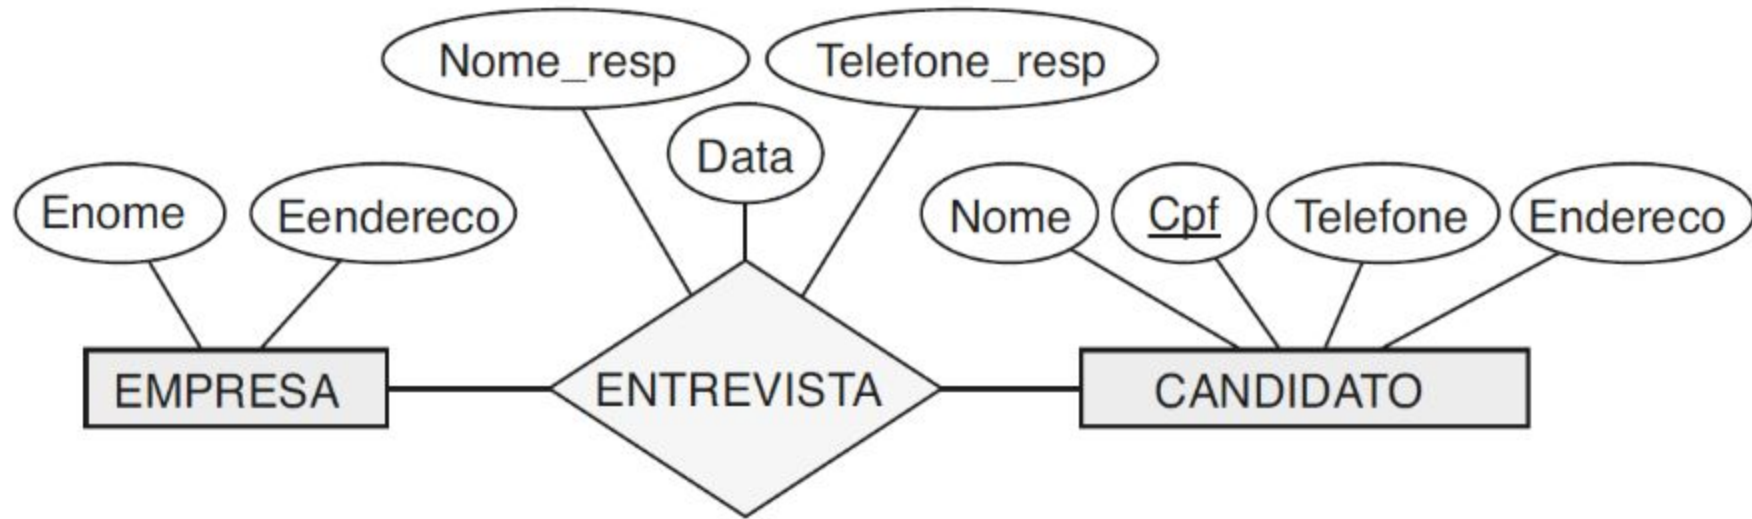 Nome_resp
Telefone_resp
Data
Enome
Eendereco
Nome
Cpf
Telefone
Endereco
EMPRESA
ENTREVISTA
CANDIDATO